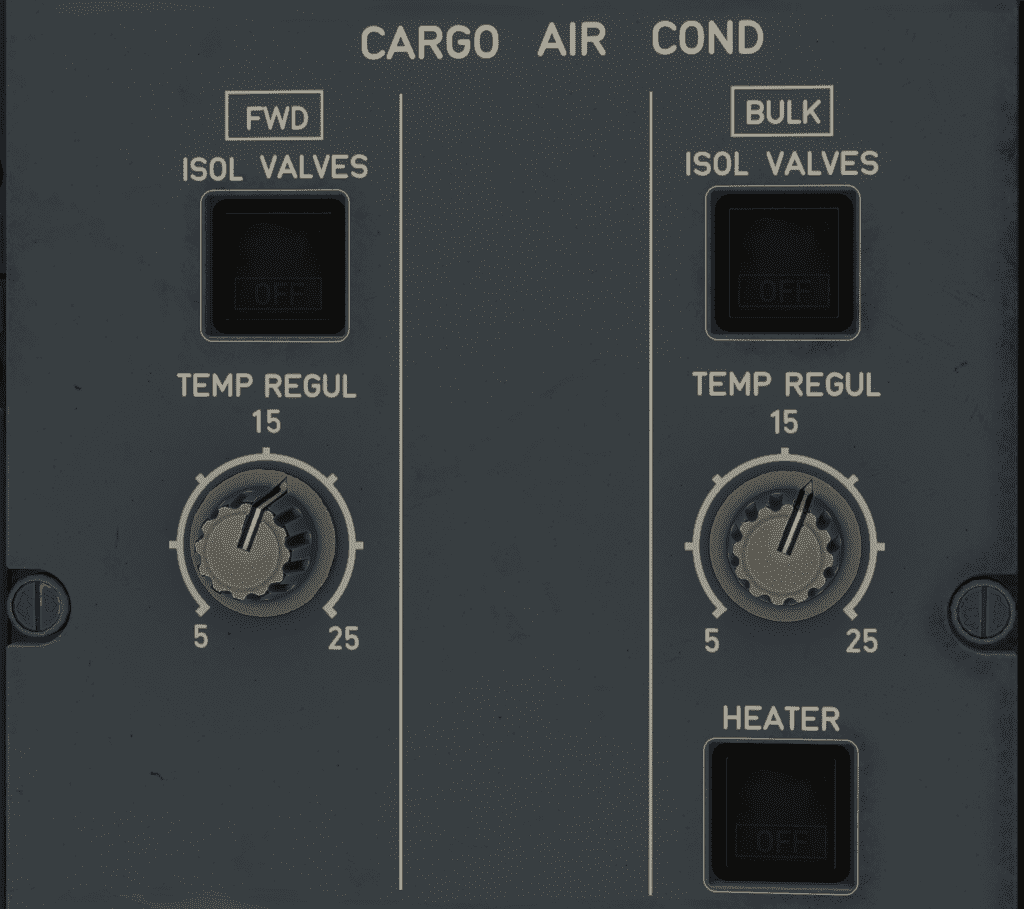 CARGO AIR COND
FWD
ISOL VALVES
OFF
TEMP REGUL
15
5
25
BULK
ISOL VALVES
OFF
TEMP REGUL
15
5
25
HEATER
OFF